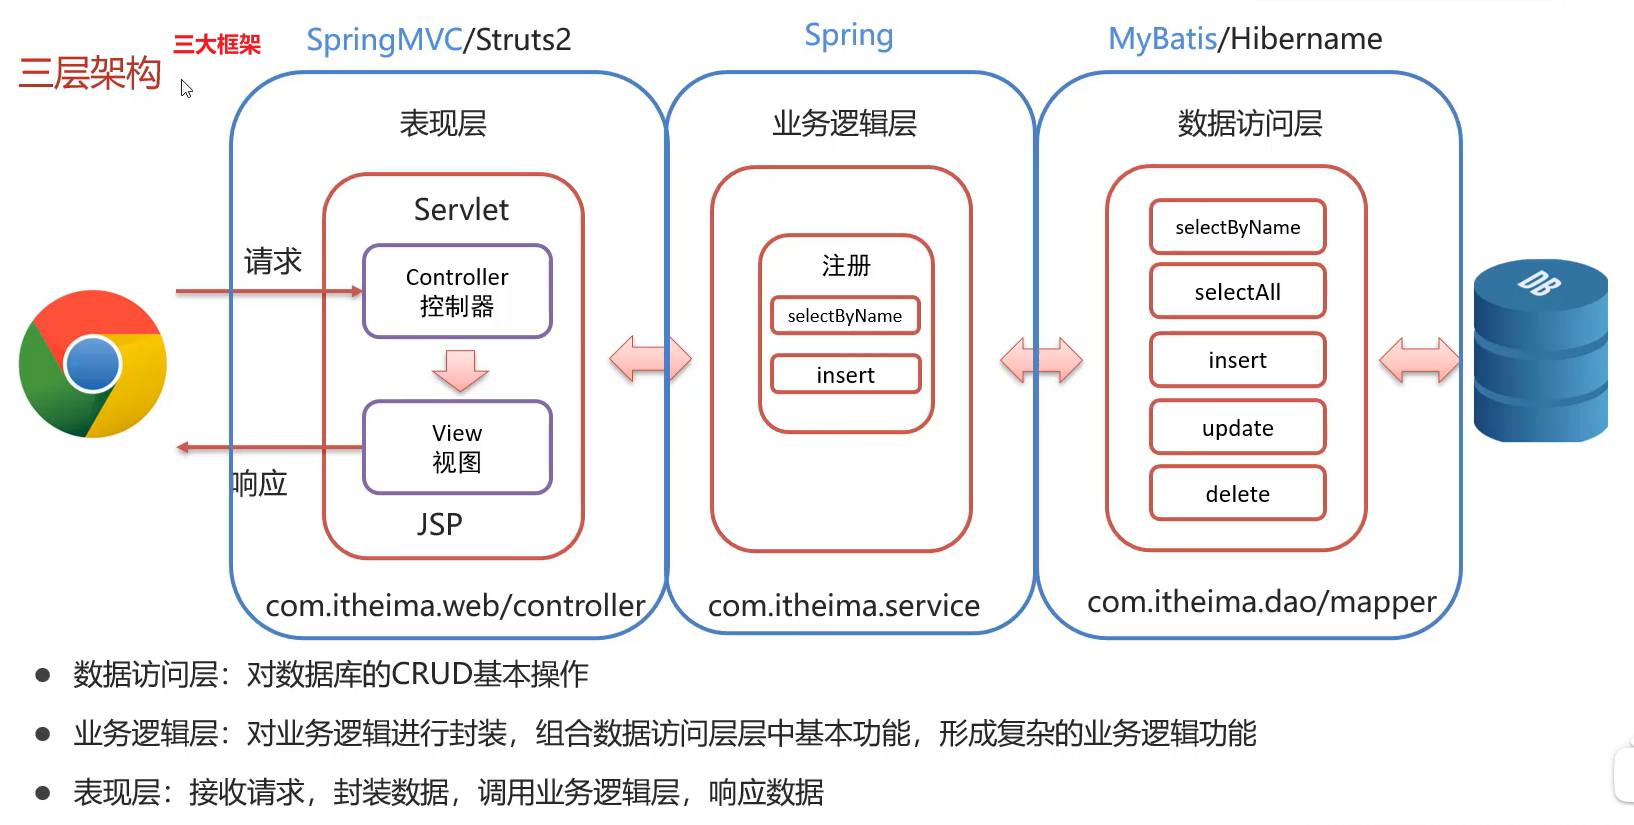 三层架构
三大框架
SpringMVC/Struts2
Spring
MyBatis/Hibername
表现层
业务逻辑层
数据访问层
Servlet
请求
Controller
控制器
View
视图
响应
JSP
com.itheima.web/controller
注册
selectByName
insert
com.itheima.service
selectByName
selectAll
insert
update
delete
com.itheima.dao/mapper
DB
数据访问层：对数据库的CRUD基本操作
业务逻辑层：对业务逻辑进行封装，组合数据访问层层中基本功能，形成复杂的业务逻辑功能
表现层：接收请求，封装数据，调用业务逻辑层，响应数据